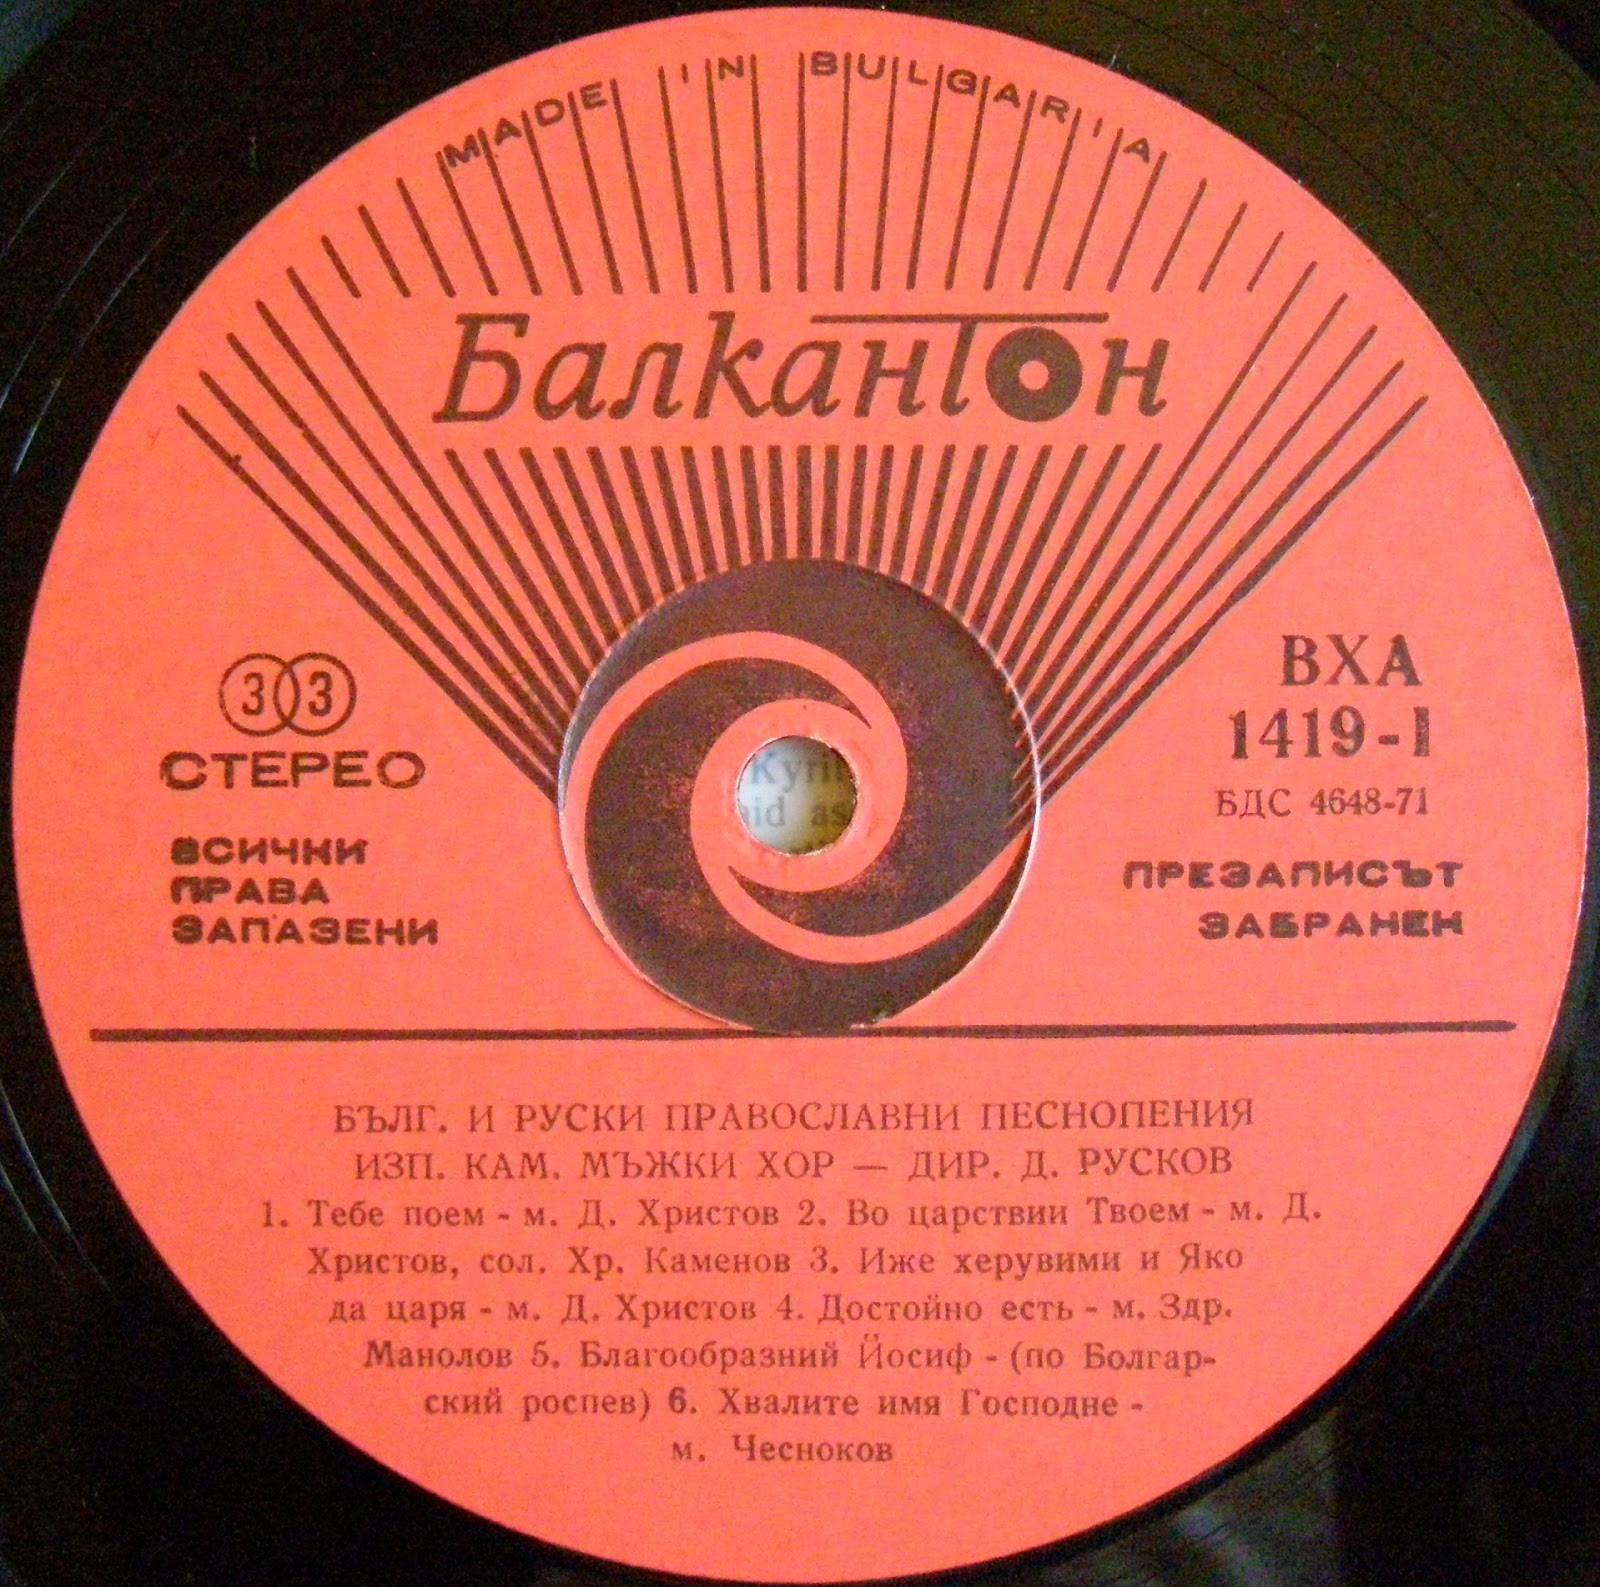 MADE IN BULGARIA
Балкантон
33
СТЕРЕО
ВСИЧКИ
ПРАВА
ЗАПАЗЕНИ
ВХА
1419-I
БДС 4648-71
ПРЕЗАПИСЪТ
ЗАБРАНЕН
БЪЛГ. И РУСКИ ПРАВОСЛАВНИ ПЕСНОПЕНИЯ
ИЗП. КАМ. МЪЖКИ ХОР — ДИР. Д. РУСКОВ
1. Тебе поем - м. Д. Христов 2. Во царствии Твоем - м. Д.
Христов, сол. Хр. Каменов 3. Иже херувими и Яко
да царя - м. Д. Христов 4. Достойно есть - м. Здр.
Манолов 5. Благообразний Йосиф - (по Болгар-
ский роспев) 6. Хвалите имя Господне -
м. Чесноков